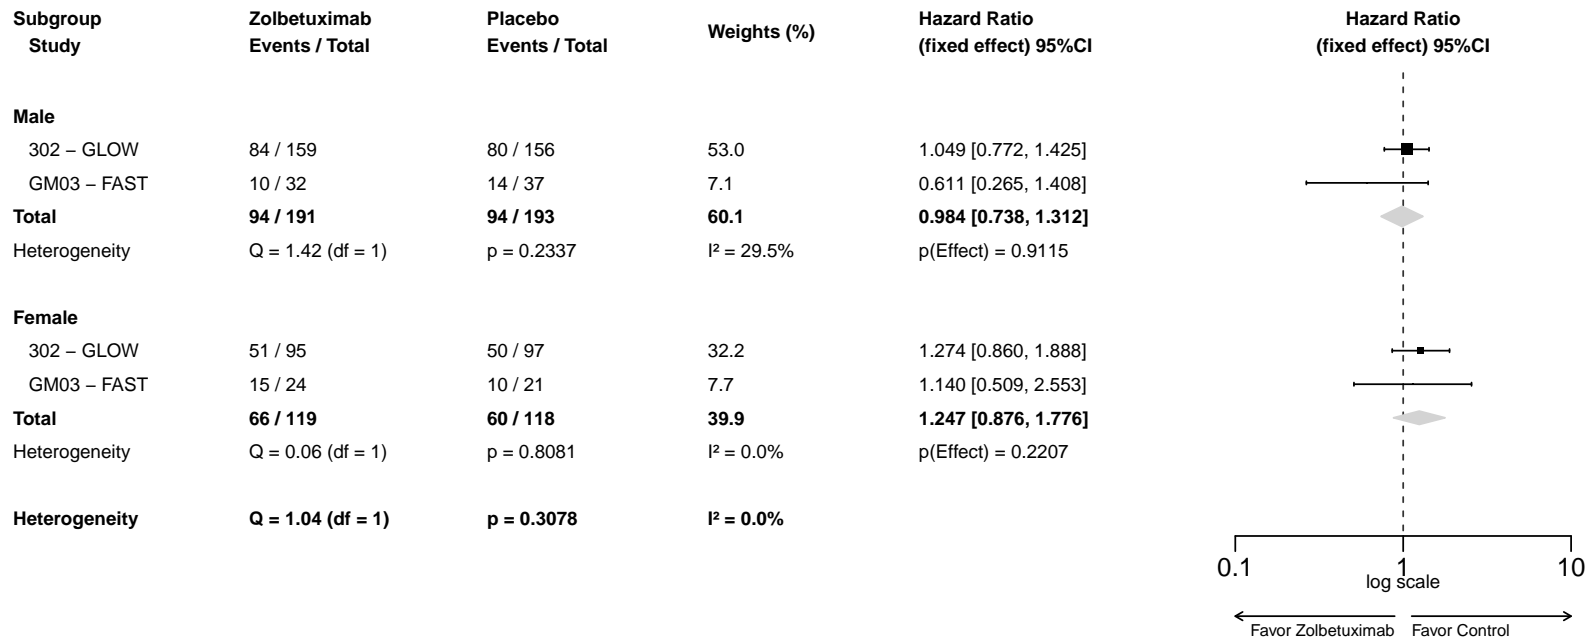 Subgroup Zolbetuximab Placebo Weights (%) Hazard Ratio Hazard Ratio
Study Events / Total Events / Total (fixed effect) 95%CI (fixed effect) 95%CI
Male
302 – GLOW 84 / 159 80 / 156 53.0 1.049 [0.772, 1.425]
GM03 – FAST 10 / 32 14 / 37 7.1 0.611 [0.265, 1.408]
Total 94 / 191 94 / 193 60.1 0.984 [0.738, 1.312]
Heterogeneity Q = 1.42 (df = 1) p = 0.2337 I² = 29.5% p(Effect) = 0.9115
Female
302 – GLOW 51 / 95 50 / 97 32.2 1.274 [0.860, 1.888]
GM03 – FAST 15 / 24 10 / 21 7.7 1.140 [0.509, 2.553]
Total 66 / 119 60 / 118 39.9 1.247 [0.876, 1.776]
Heterogeneity Q = 0.06 (df = 1) p = 0.8081 I² = 0.0% p(Effect) = 0.2207
Heterogeneity Q = 1.04 (df = 1) p = 0.3078 I² = 0.0%
0.1 1 10
log scale
Favor Zolbetuximab Favor Control